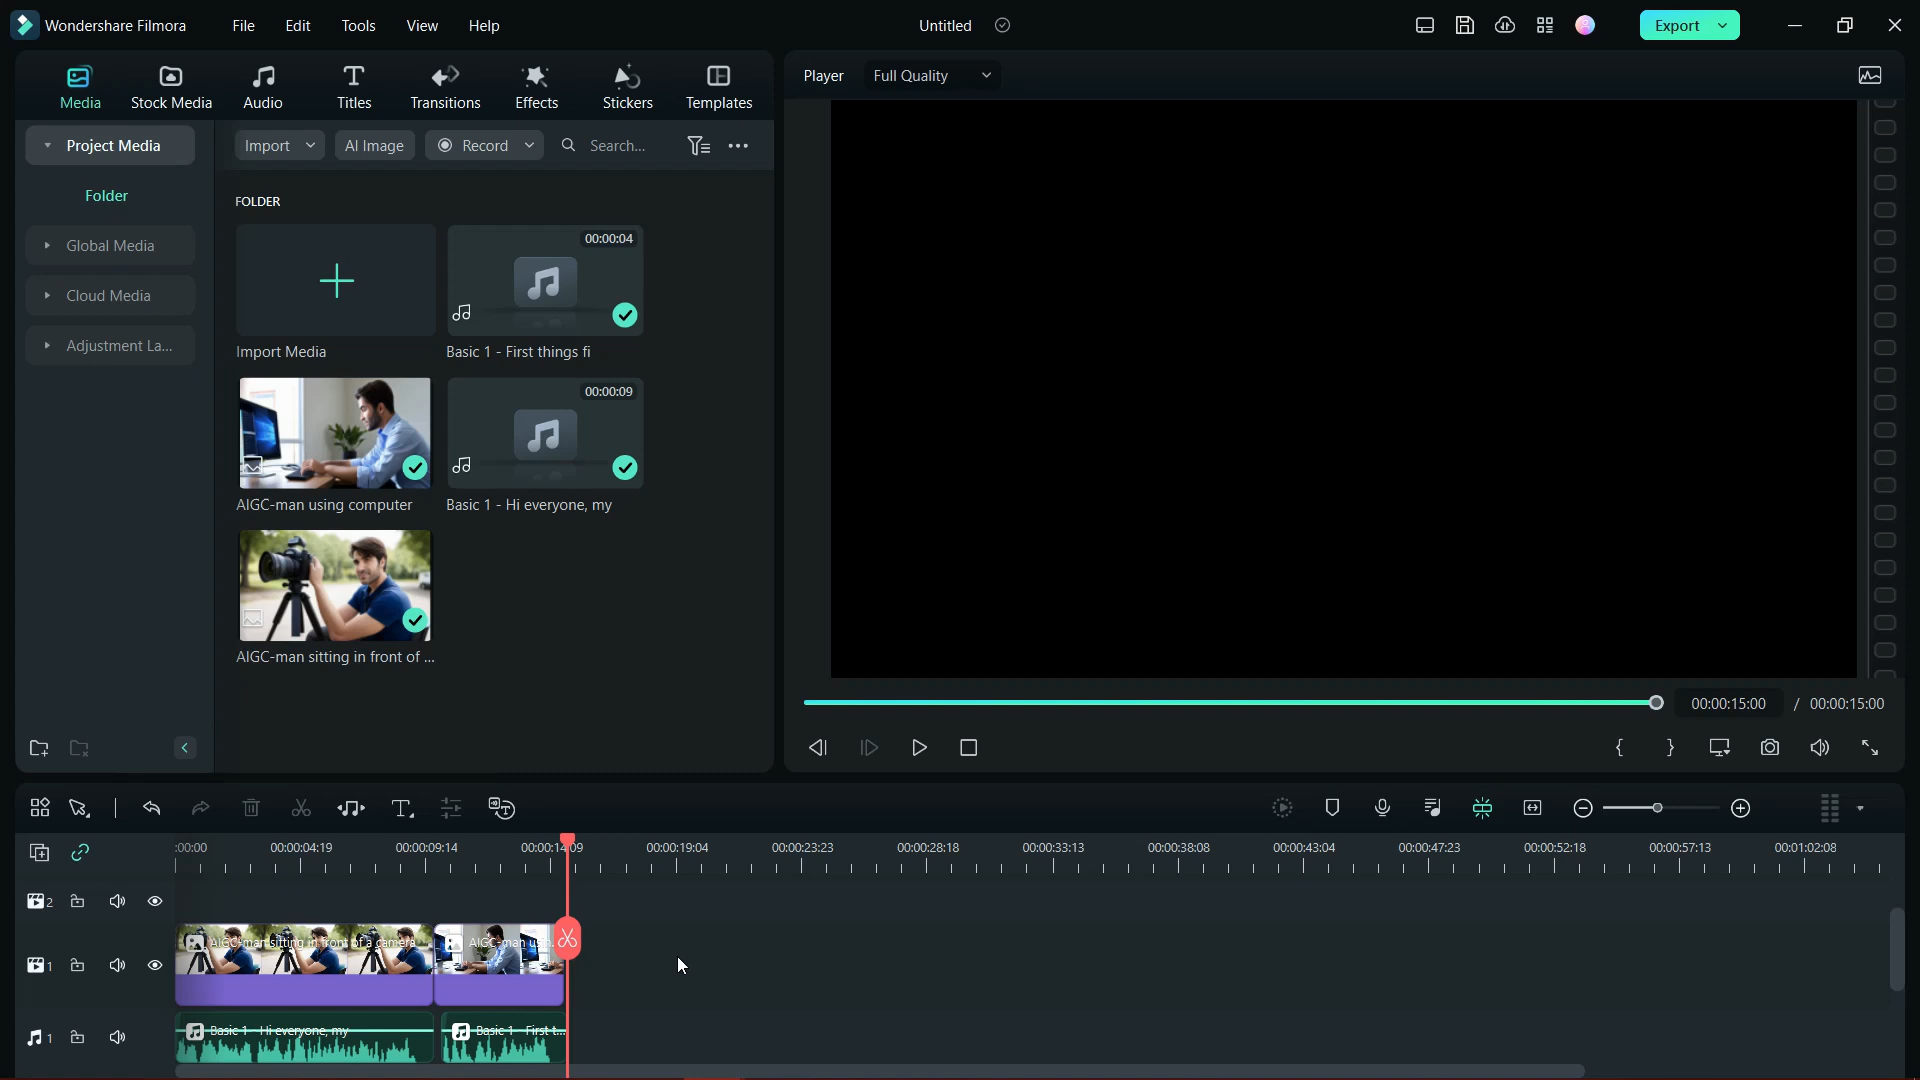 Wondershare Filmora
File
Edit
Tools
View
Help
Untitled
Export
Media
Stock Media
Audio
Titles
Transitions
Effects
Stickers
Templates
Player
Full Quality
Project Media
Folder
Global Media
Cloud Media
Adjustment La...
Import
AI Image
Record
Search...
FOLDER
Import Media
00:00:04
Basic 1 - First things fi
AIGC-man using computer
00:00:09
Basic 1 - Hi everyone, my
AIGC-man sitting in front of ...
00:00:15:00 / 00:00:15:00
:00:00
00:00:04:19
00:00:09:14
00:00:14:09
00:00:19:04
00:00:23:23
00:00:28:18
00:00:33:13
00:00:38:08
00:00:43:04
00:00:47:23
00:00:52:18
00:00:57:13
00:01:02:08
2
1
AIGC-man sitting in front of a camera
AIGC-man usin...
1
Basic 1 - Hi everyone, my
Basic 1 - First t...